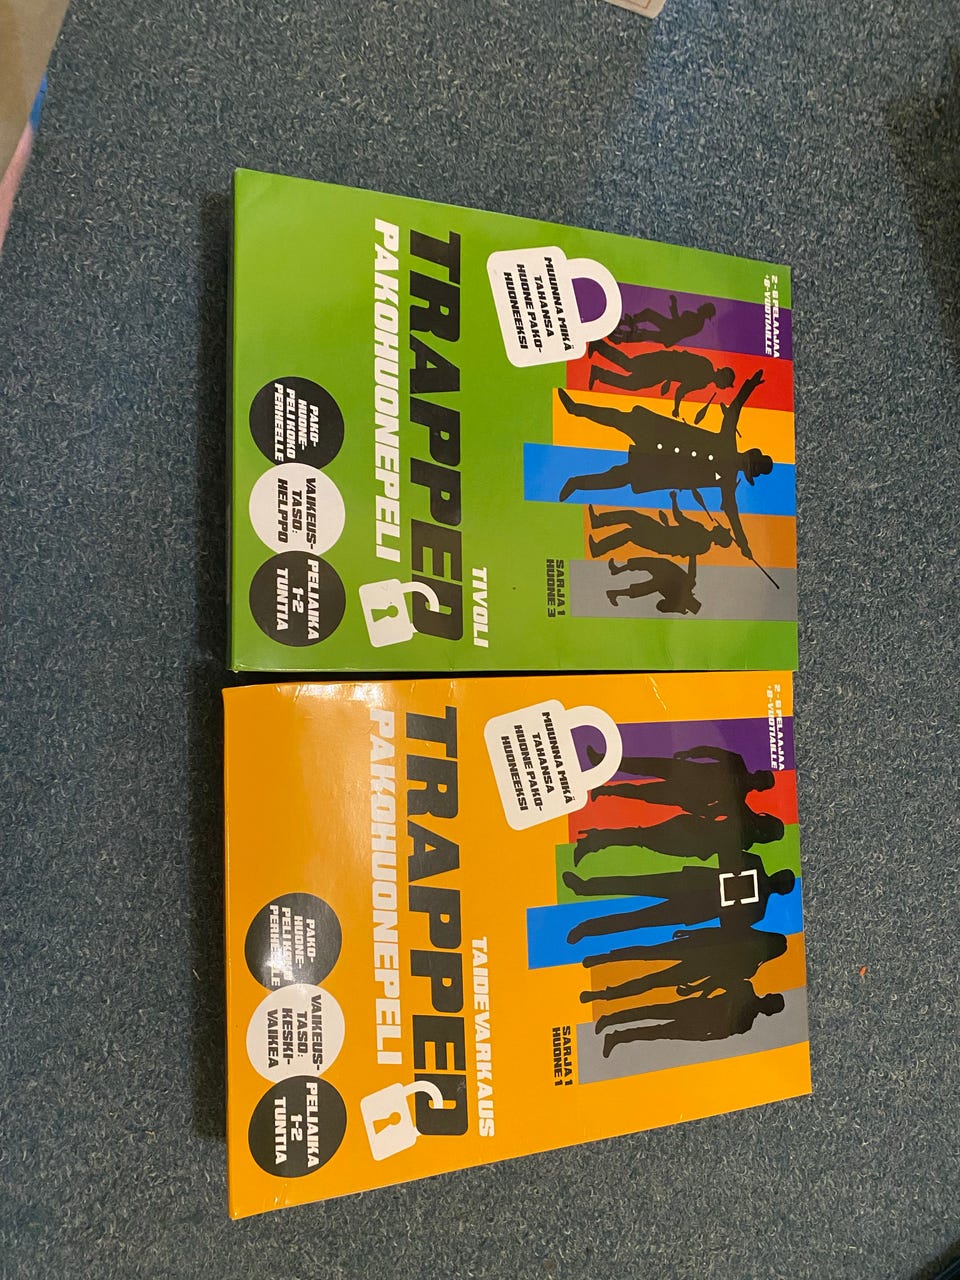 2-6 PELAAJAA
+8-VUOTIAILLE
MUUNNA MIKÄ
TAHANSA
HUONE PAKO-
HUONEEKSI
SARJA 1
HUONE 3
TIVOLI
TRAPPED
PAKOHUONEPELI
PAKO-
HUONE-
PELI KOKO
PERHEELLE
VAIKEUS-
TASO:
HELPPO
PELIAIKA
1-2
TUNTIA
2-6 PELAAJAA
+8-VUOTIAILLE
MUUNNA MIKÄ
TAHANSA
HUONE PAKO-
HUONEEKSI
SARJA 1
HUONE 1
TAIDEVARKAUS
TRAPPED
PAKOHUONEPELI
PAKO-
HUONE-
PELI KOKO
PERHEELLE
VAIKEUS-
TASO:
KESKI-
VAIKEA
PELIAIKA
1-2
TUNTIA